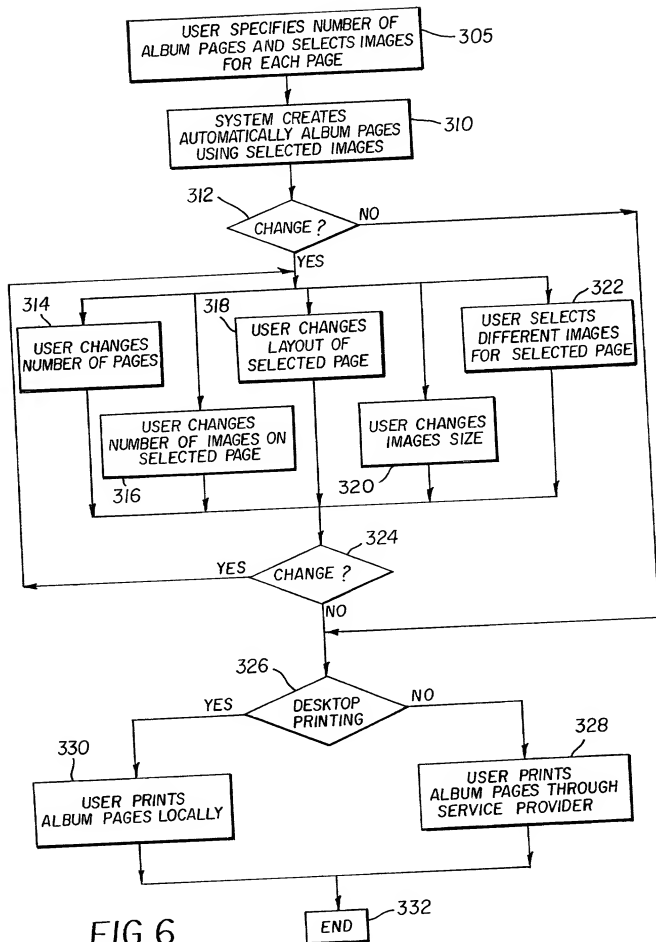 USER SPECIFIES NUMBER OF
ALBUM PAGES AND SELECTS IMAGES
FOR EACH PAGE
305
SYSTEM CREATES
AUTOMATICALLY ALBUM PAGES
USING SELECTED IMAGES
310
312
CHANGE?
NO
YES
314
USER CHANGES
NUMBER OF PAGES
318
USER CHANGES
LAYOUT OF
SELECTED PAGE
322
USER SELECTS
DIFFERENT IMAGES
FOR SELECTED PAGE
USER CHANGES
NUMBER OF IMAGES ON
SELECTED PAGE
316
USER CHANGES
IMAGES SIZE
320
324
CHANGE?
YES
NO
326
DESKTOP
PRINTING
YES
NO
330
USER PRINTS
ALBUM PAGES LOCALLY
328
USER PRINTS
ALBUM PAGES THROUGH
SERVICE PROVIDER
END
332
FIG.6